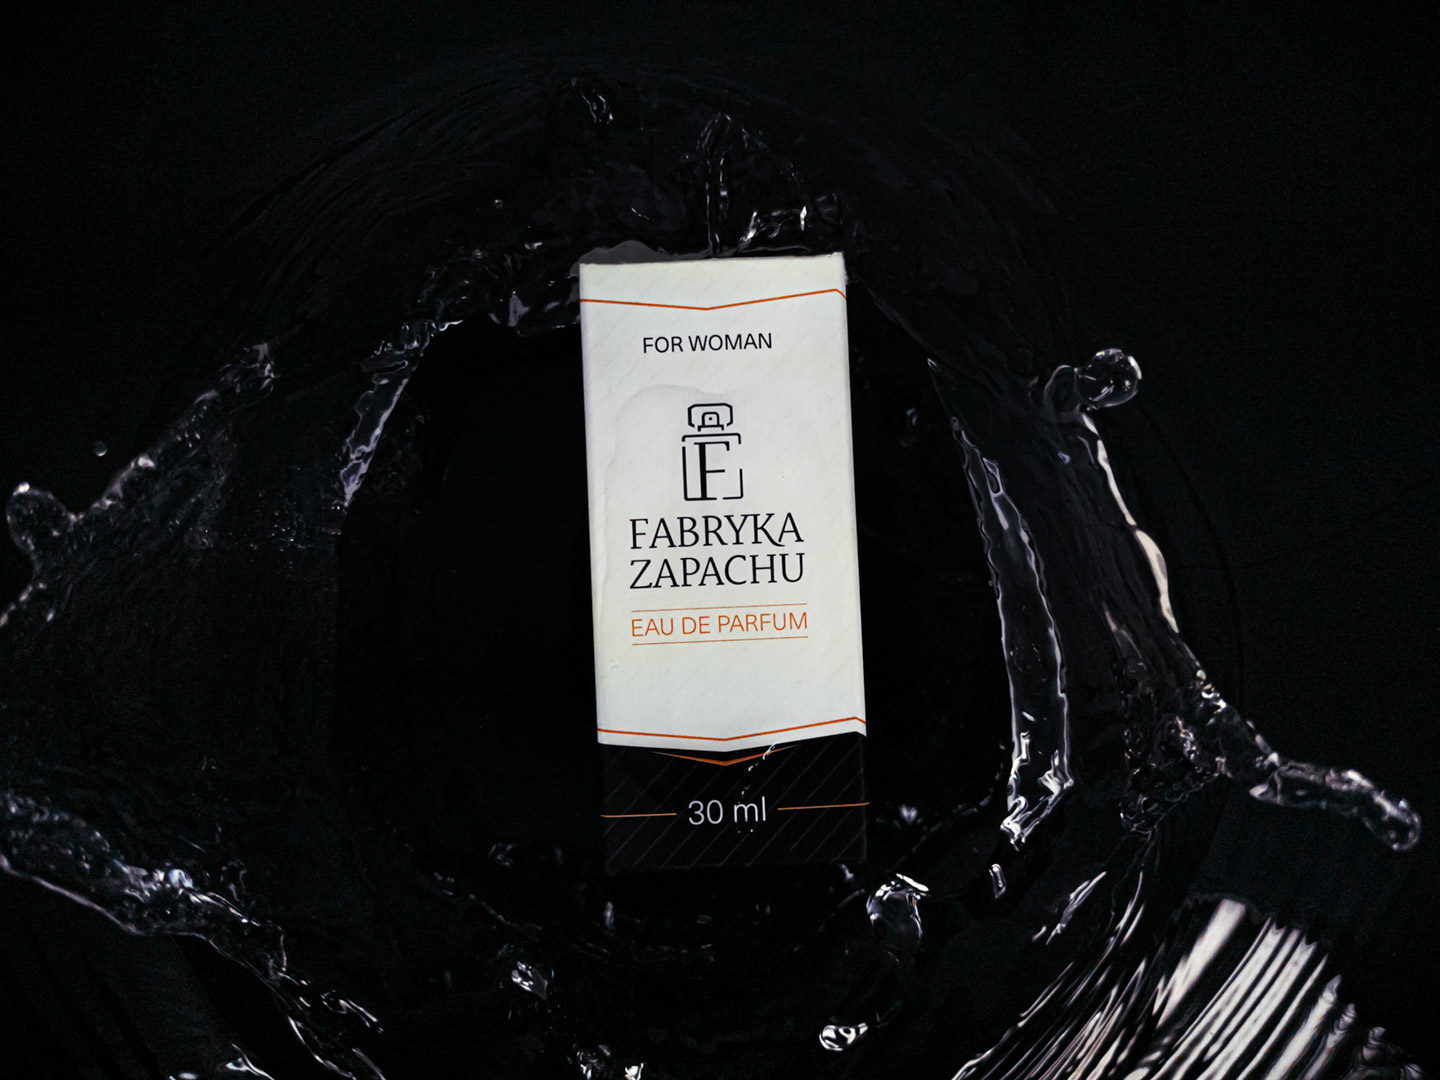 FOR WOMAN
F
FABRYKA
ZAPACHU
EAU DE PARFUM
30 ml